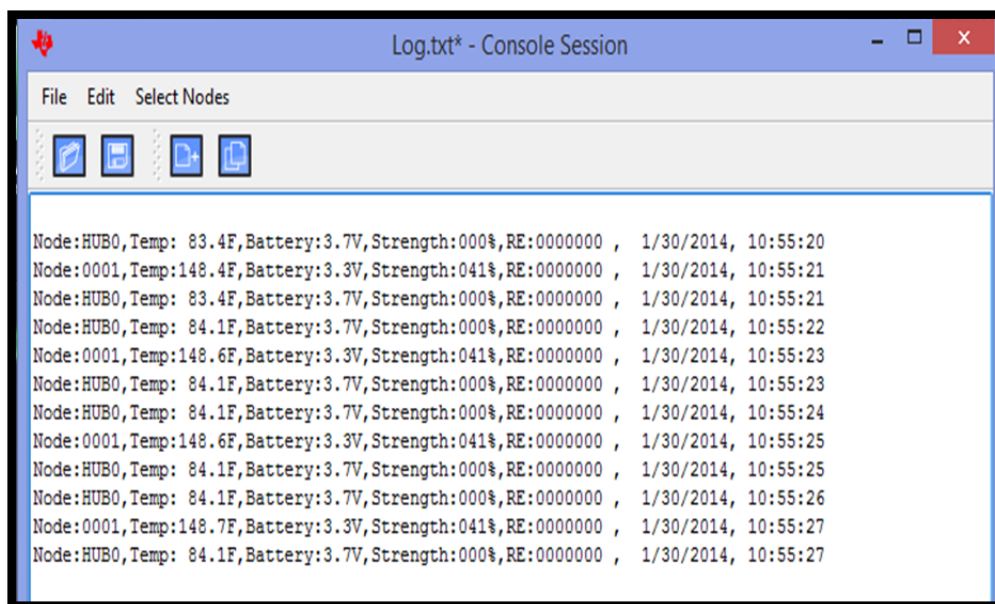 Log.txt* - Console Session
File Edit Select Nodes
Node:HUB0,Temp: 83.4F,Battery:3.7V,Strength:000%,RE:0000000 , 1/30/2014, 10:55:20
Node:0001,Temp:148.4F,Battery:3.3V,Strength:041%,RE:0000000 , 1/30/2014, 10:55:21
Node:HUB0,Temp: 83.4F,Battery:3.7V,Strength:000%,RE:0000000 , 1/30/2014, 10:55:21
Node:HUB0,Temp: 84.1F,Battery:3.7V,Strength:000%,RE:0000000 , 1/30/2014, 10:55:22
Node:0001,Temp:148.6F,Battery:3.3V,Strength:041%,RE:0000000 , 1/30/2014, 10:55:23
Node:HUB0,Temp: 84.1F,Battery:3.7V,Strength:000%,RE:0000000 , 1/30/2014, 10:55:23
Node:HUB0,Temp: 84.1F,Battery:3.7V,Strength:000%,RE:0000000 , 1/30/2014, 10:55:24
Node:0001,Temp:148.6F,Battery:3.3V,Strength:041%,RE:0000000 , 1/30/2014, 10:55:25
Node:HUB0,Temp: 84.1F,Battery:3.7V,Strength:000%,RE:0000000 , 1/30/2014, 10:55:25
Node:HUB0,Temp: 84.1F,Battery:3.7V,Strength:000%,RE:0000000 , 1/30/2014, 10:55:26
Node:0001,Temp:148.7F,Battery:3.3V,Strength:041%,RE:0000000 , 1/30/2014, 10:55:27
Node:HUB0,Temp: 84.1F,Battery:3.7V,Strength:000%,RE:0000000 , 1/30/2014, 10:55:27